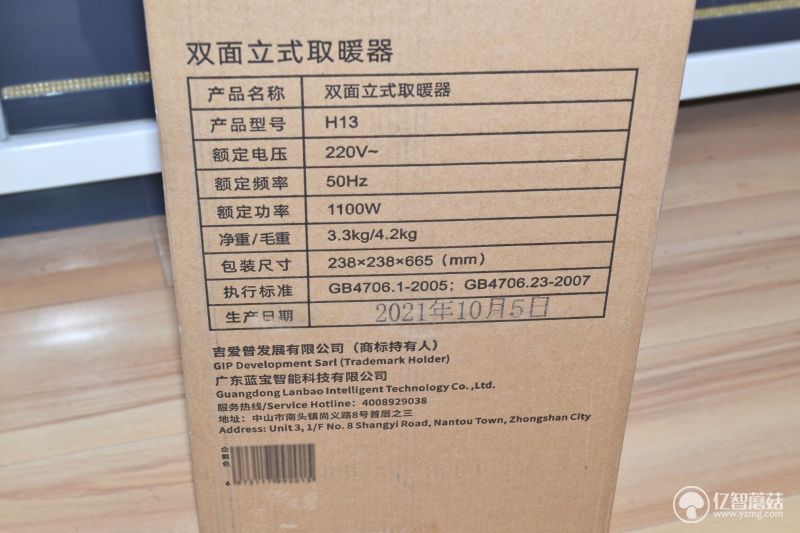 双面立式取暖器
产品名称 双面立式取暖器
产品型号 H13
额定电压 220V~
额定频率 50Hz
额定功率 1100W
净重/毛重 3.3kg/4.2kg
包装尺寸 238×238×665（mm）
执行标准 GB4706.1-2005；GB4706.23-2007
生产日期 2021年10月5日
吉爱普发展有限公司（商标持有人）
GIP Development Sarl (Trademark Holder)
广东蓝宝智能科技有限公司
Guangdong Lanbao Intelligent Technology Co.,Ltd.
服务热线/Service Hotline: 4008929038
地址: 中山市南头镇尚义路8号首层之三
Address: Unit 3, 1/F No. 8 Shangyi Road, Nantou Town, Zhongshan City
亿智蘑菇
www.yzmg.com